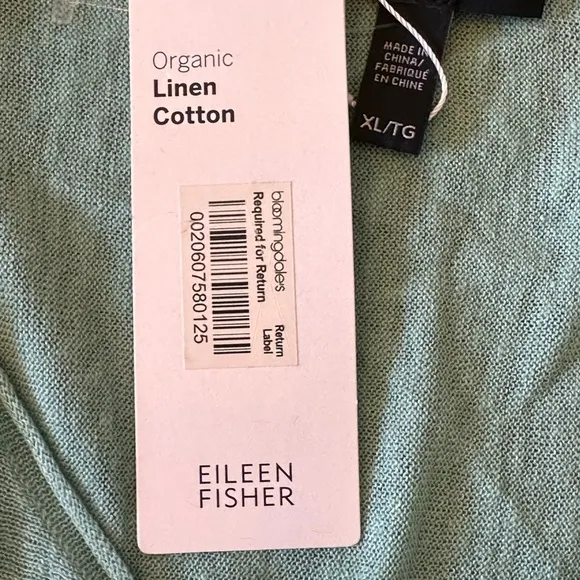 Organic
Linen
Cotton
bloomingdale's
Required for Return
0020607580125
Return
Label
EILEEN
FISHER
MADE IN
CHINA/
FABRIQUÉ
EN CHINE
XL/TG